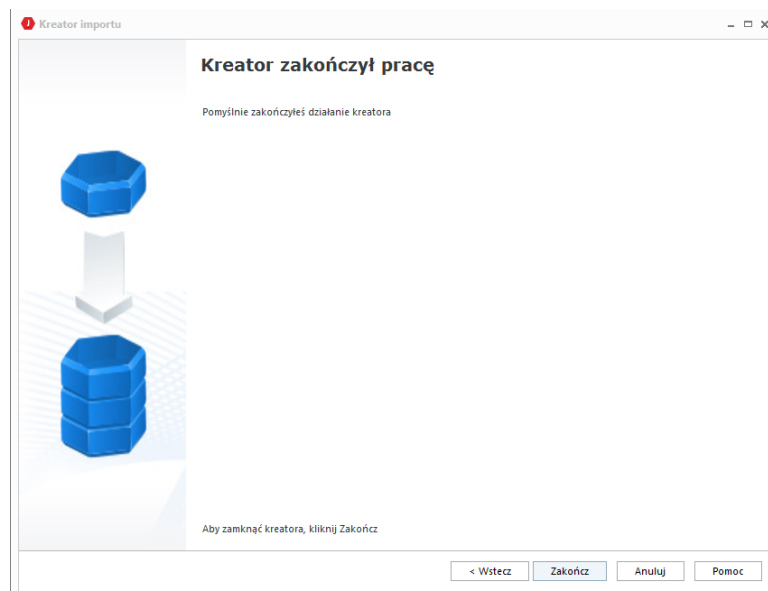 Kreator importu
Kreator zakończył pracę
Pomyślnie zakończyłeś działanie kreatora
Aby zamknąć kreatora, kliknij Zakończ
< Wstecz Zakończ Anuluj Pomoc